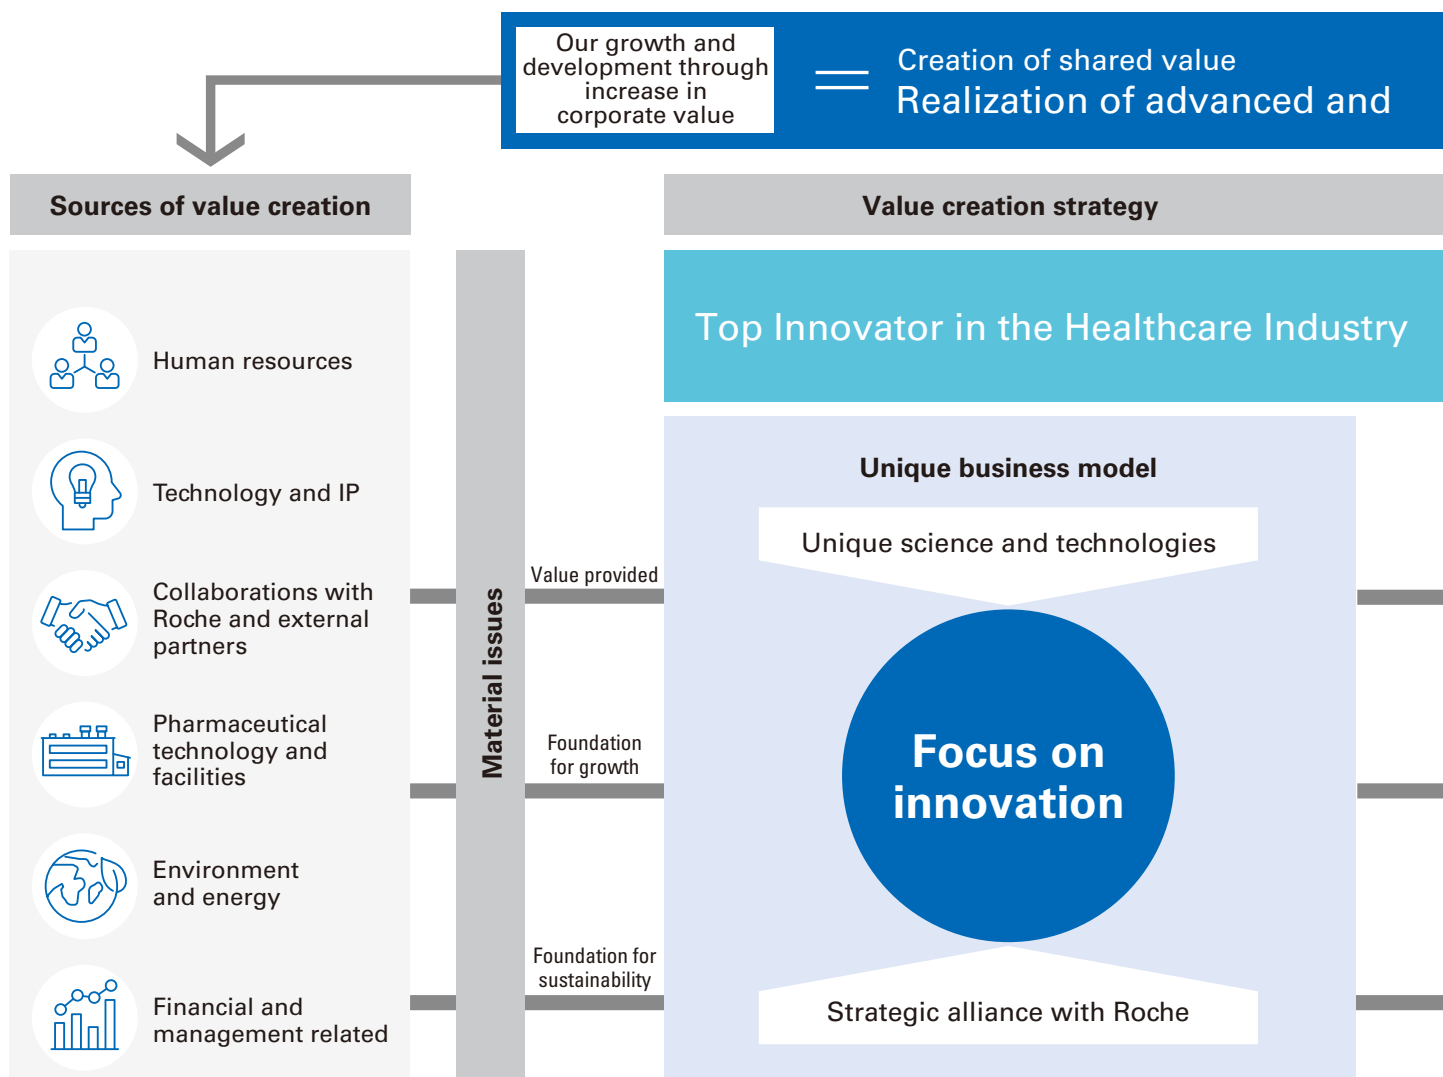 Our growth and
development through
increase in
corporate value
Creation of shared value
Realization of advanced and
Sources of value creation
Human resources
Technology and IP
Collaborations with
Roche and external
partners
Pharmaceutical
technology and
facilities
Environment
and energy
Financial and
management related
Material issues
Value provided
Foundation
for growth
Foundation for
sustainability
Value creation strategy
Top Innovator in the Healthcare Industry
Unique business model
Unique science and technologies
Focus on
innovation
Strategic alliance with Roche